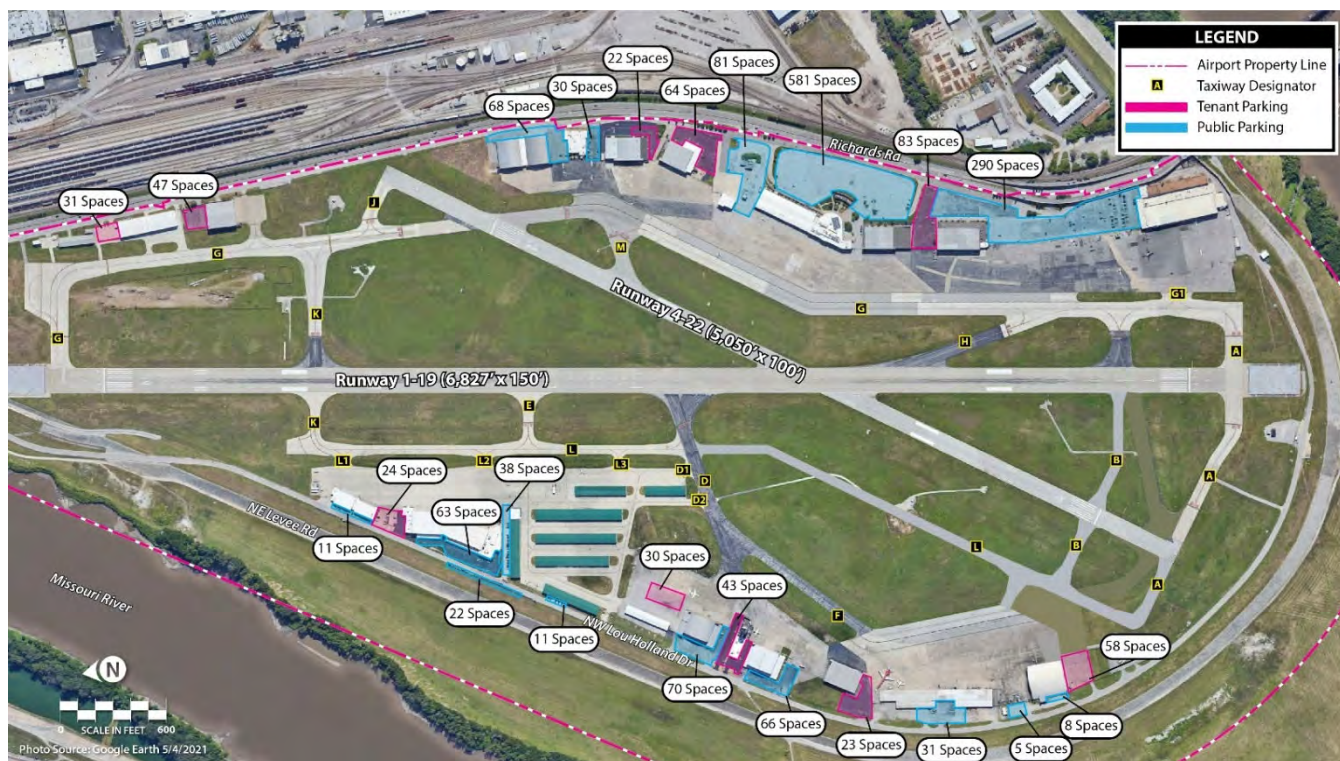 LEGEND
Airport Property Line
A Taxiway Designator
Tenant Parking
Public Parking
22 Spaces
81 Spaces
581 Spaces
30 Spaces
64 Spaces
68 Spaces
83 Spaces
290 Spaces
Richards Rd
31 Spaces
47 Spaces
J
G
M
K
G
Runway 4-22 (5,050' x 100')
G
G1
H
A
Runway 1-19 (6,827' x 150')
K
E
L
L1
L2
L3
D1
D
D2
B
A
24 Spaces
38 Spaces
63 Spaces
NE Levee Rd
11 Spaces
22 Spaces
11 Spaces
30 Spaces
43 Spaces
L
B
A
F
NW Lou Holland Dr
Missouri River
70 Spaces
66 Spaces
23 Spaces
31 Spaces
5 Spaces
8 Spaces
58 Spaces
N
0 SCALE IN FEET 600
Photo Source: Google Earth 5/4/2021